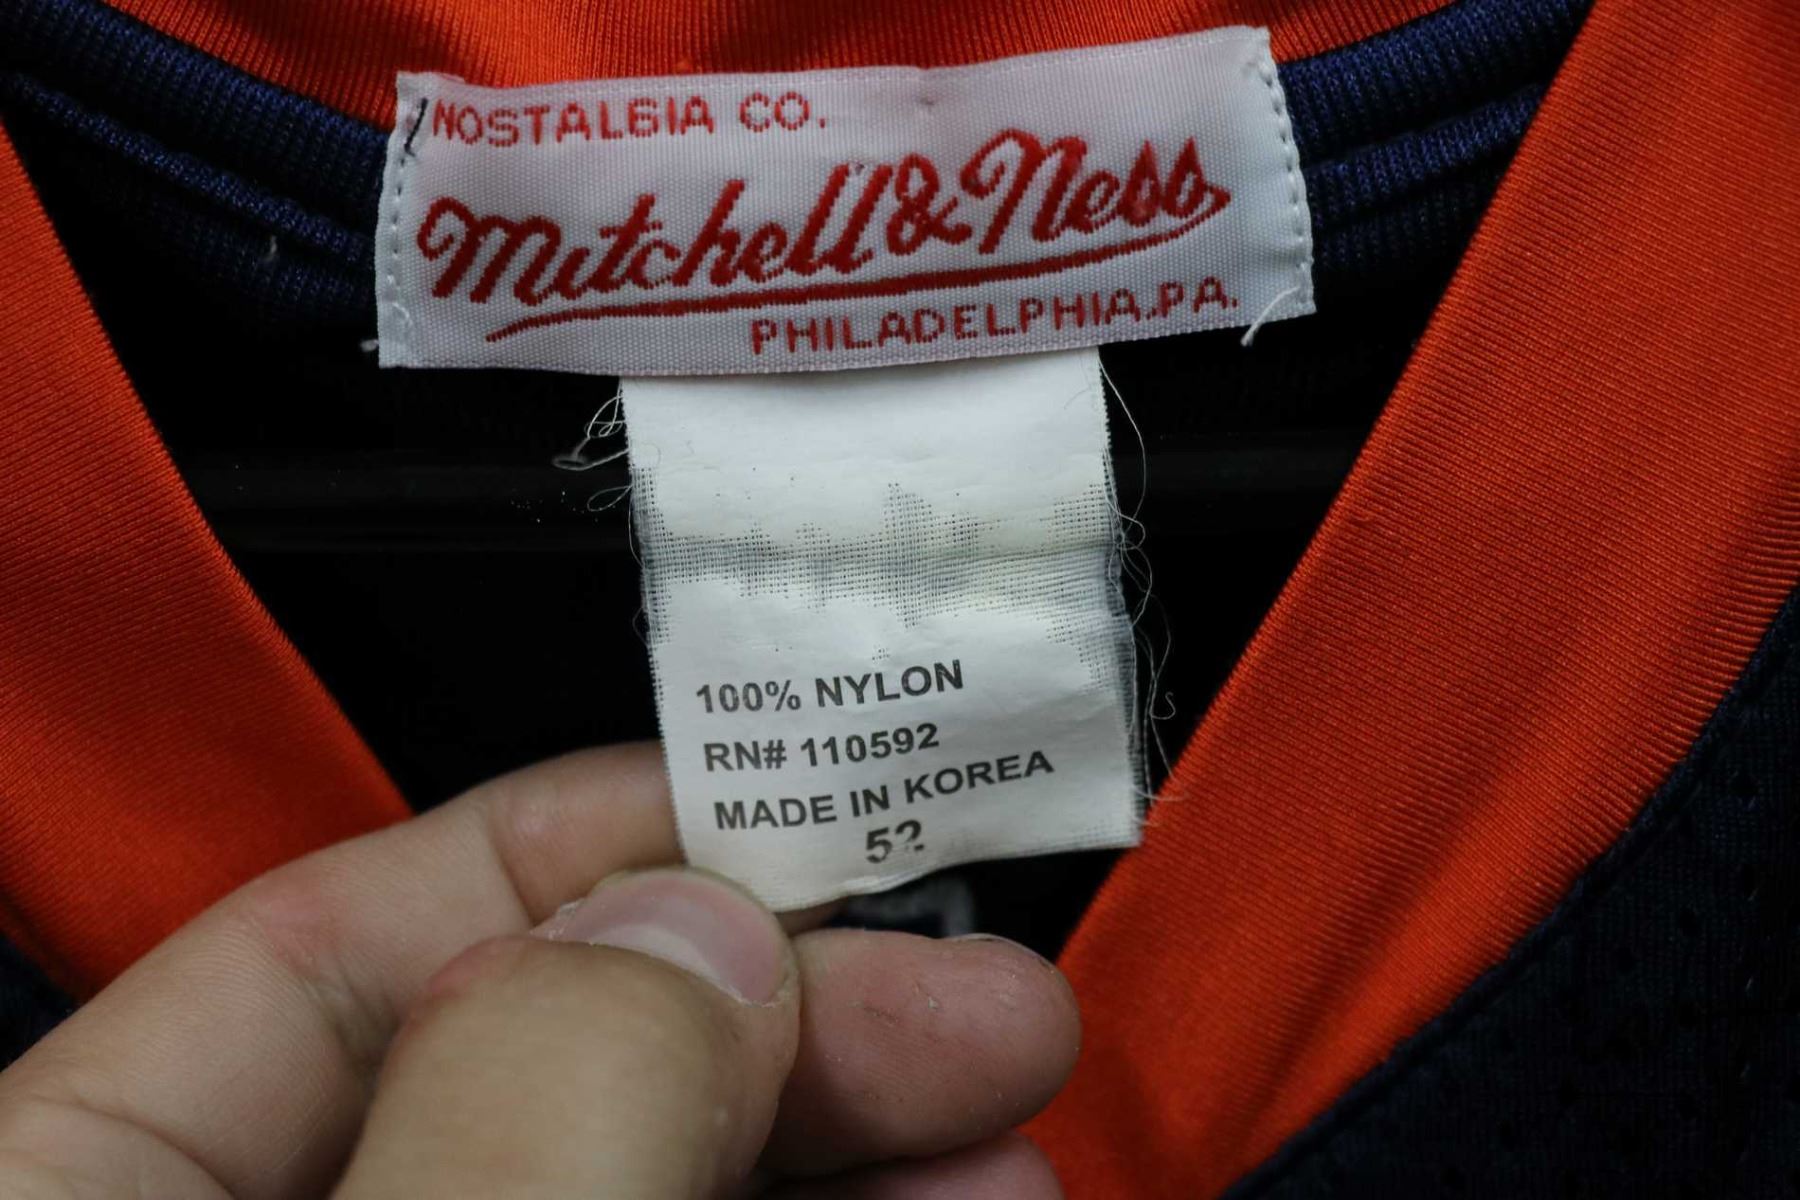 NOSTALGIA CO.
Mitchell & Ness
PHILADELPHIA, PA.
100% NYLON
RN# 110592
MADE IN KOREA
52